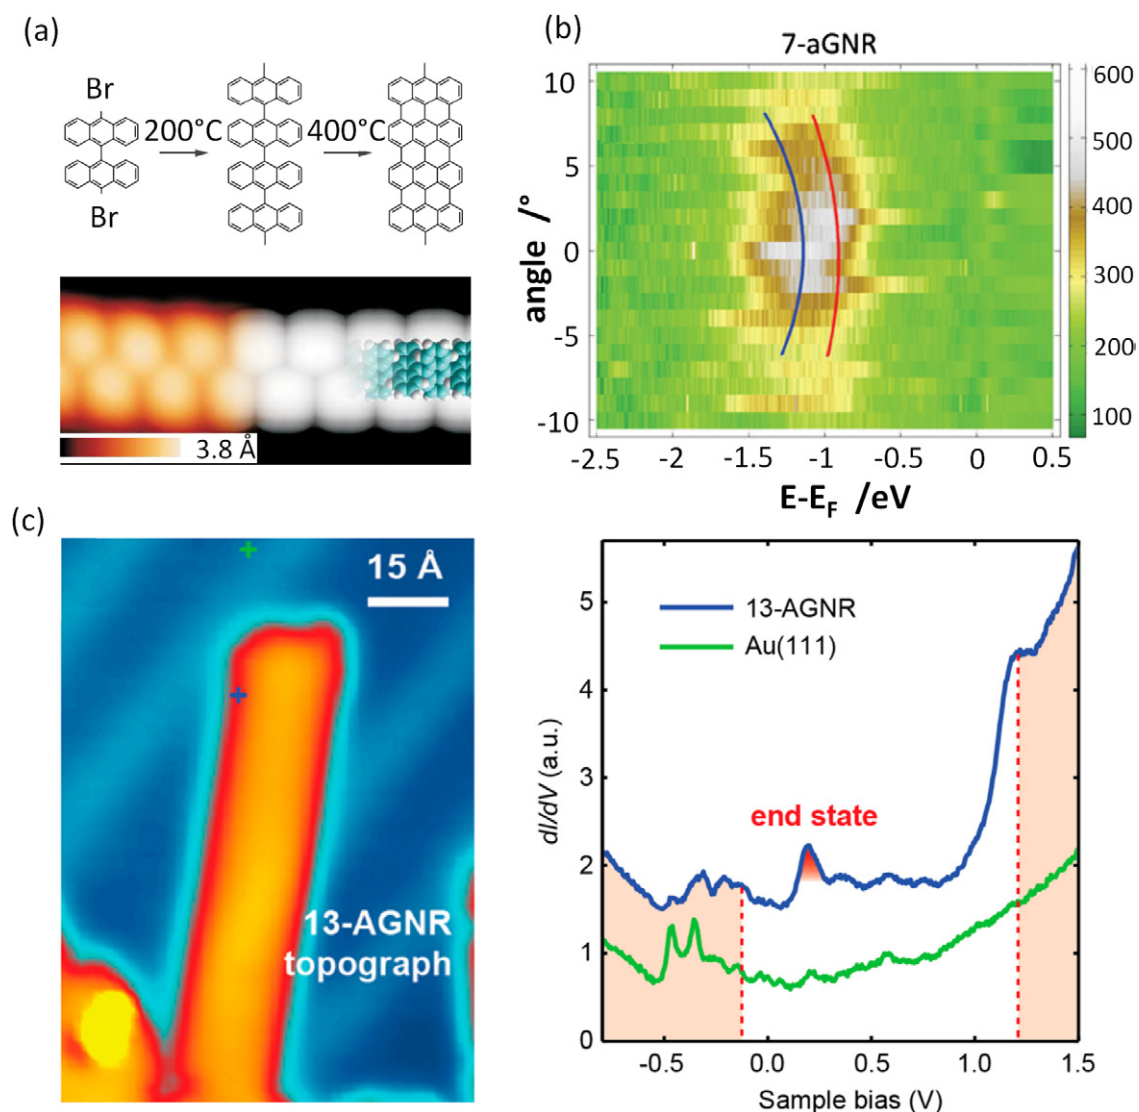 (a)
Br
200°C
400°C
Br
3.8 Å
(b)
7-aGNR
10
5
0
-5
-10
angle /°
-2.5
-2
-1.5
-1
-0.5
0
0.5
E-E_F /eV
600
500
400
300
200
100
(c)
15 Å
13-AGNR
topograph
13-AGNR
Au(111)
end state
5
4
3
2
1
0
dI/dV (a.u.)
-0.5
0.0
0.5
1.0
1.5
Sample bias (V)